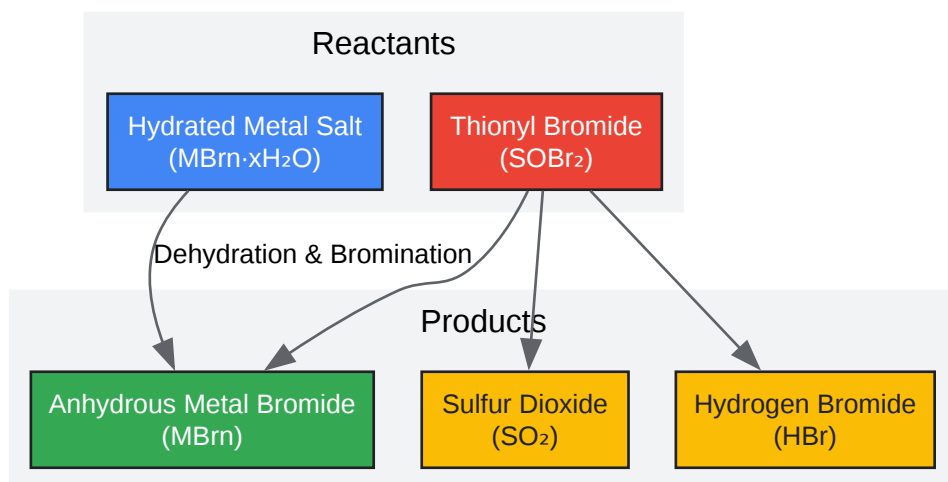 Reactants
Hydrated Metal Salt
(MBrn·xH₂O)
Thionyl Bromide
(SOBr₂)
Dehydration & Bromination
Products
Anhydrous Metal Bromide
(MBrn)
Sulfur Dioxide
(SO₂)
Hydrogen Bromide
(HBr)